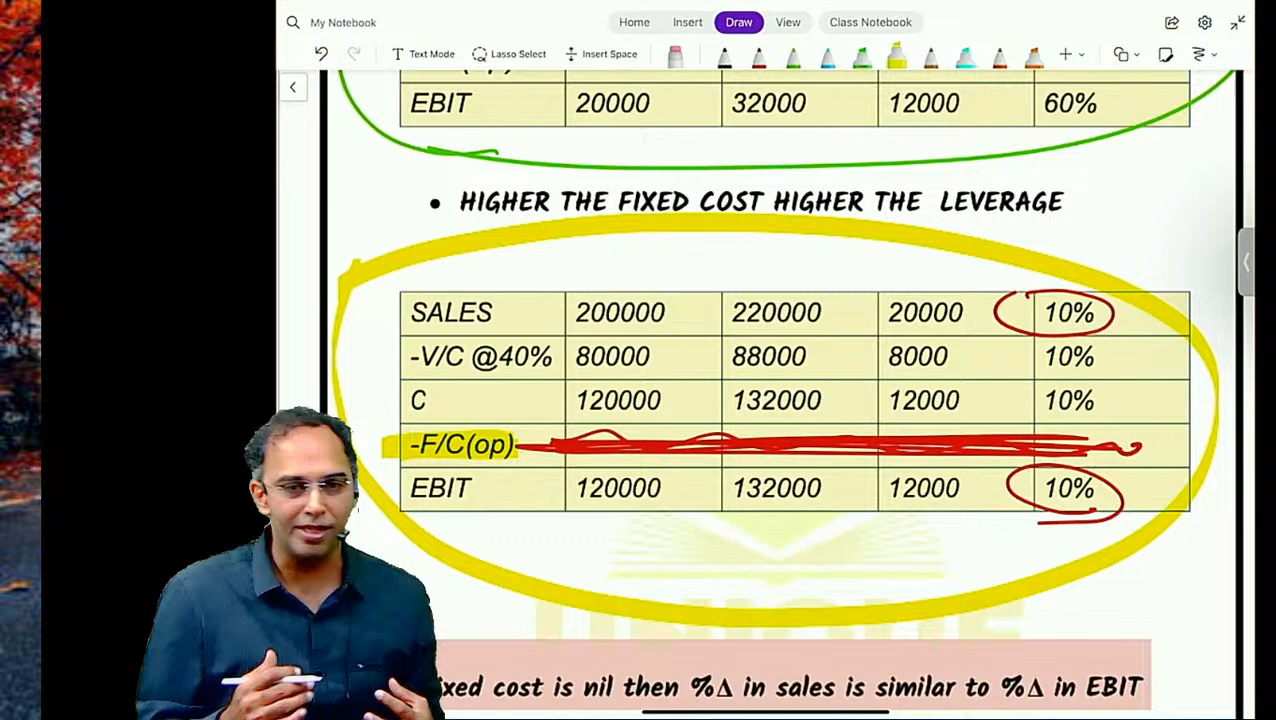 My Notebook
Home Insert Draw View Class Notebook
Text Mode Lasso Select Insert Space
EBIT 20000 32000 12000 60%
• HIGHER THE FIXED COST HIGHER THE LEVERAGE
SALES 200000 220000 20000 10%
-V/C @40% 80000 88000 8000 10%
C 120000 132000 12000 10%
-F/C(op)
EBIT 120000 132000 12000 10%
cost is nil then %Δ in sales is similar to %Δ in EBIT